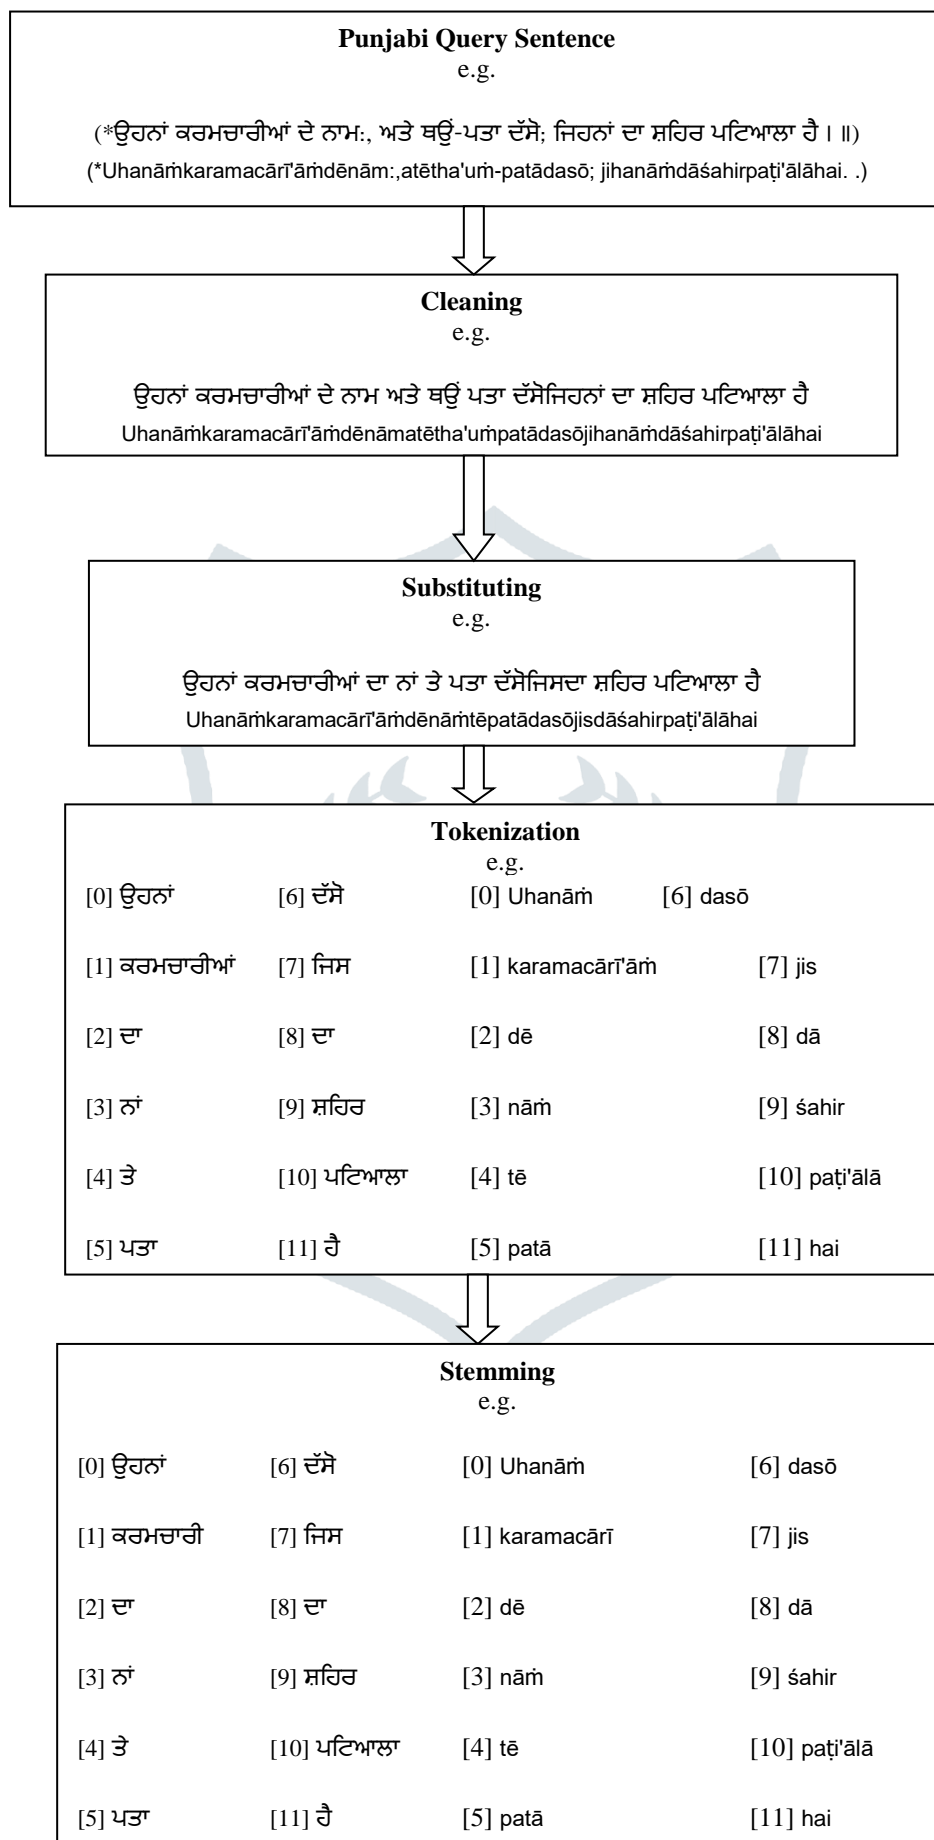 Punjabi Query Sentence
e.g.
(*ਉਹਨਾਂ ਕਰਮਚਾਰੀਆਂ ਦੇ ਨਾਮ:, ਅਤੇ ਥਉਂ-ਪਤਾ ਦੱਸੋ; ਜਿਹਨਾਂ ਦਾ ਸ਼ਹਿਰ ਪਟਿਆਲਾ ਹੈ। ॥)
(*Uhanāṁkaramacārī'āṁdēnām:,atētha'uṁ-patādasō; jihanāṁdāśahirpaṭi'ālāhai. .)
Cleaning
e.g.
ਉਹਨਾਂ ਕਰਮਚਾਰੀਆਂ ਦੇ ਨਾਮ ਅਤੇ ਥਉਂ ਪਤਾ ਦੱਸੋਜਿਹਨਾਂ ਦਾ ਸ਼ਹਿਰ ਪਟਿਆਲਾ ਹੈ
Uhanāṁkaramacārī'āṁdēnāmatētha'uṁpatādasōjihanāṁdāśahirpaṭi'ālāhai
Substituting
e.g.
ਉਹਨਾਂ ਕਰਮਚਾਰੀਆਂ ਦਾ ਨਾਂ ਤੇ ਪਤਾ ਦੱਸੋਜਿਸਦਾ ਸ਼ਹਿਰ ਪਟਿਆਲਾ ਹੈ
Uhanāṁkaramacārī'āṁdēnāṁtēpatādasōjisdāśahirpaṭi'ālāhai
Tokenization
e.g.
[0] ਉਹਨਾਂ [6] ਦੱਸੋ [0] Uhanāṁ [6] dasō
[1] ਕਰਮਚਾਰੀਆਂ [7] ਜਿਸ [1] karamacārī'āṁ [7] jis
[2] ਦਾ [8] ਦਾ [2] dē [8] dā
[3] ਨਾਂ [9] ਸ਼ਹਿਰ [3] nāṁ [9] śahir
[4] ਤੇ [10] ਪਟਿਆਲਾ [4] tē [10] paṭi'ālā
[5] ਪਤਾ [11] ਹੈ [5] patā [11] hai
Stemming
e.g.
[0] ਉਹਨਾਂ [6] ਦੱਸੋ [0] Uhanāṁ [6] dasō
[1] ਕਰਮਚਾਰੀ [7] ਜਿਸ [1] karamacārī [7] jis
[2] ਦਾ [8] ਦਾ [2] dē [8] dā
[3] ਨਾਂ [9] ਸ਼ਹਿਰ [3] nāṁ [9] śahir
[4] ਤੇ [10] ਪਟਿਆਲਾ [4] tē [10] paṭi'ālā
[5] ਪਤਾ [11] ਹੈ [5] patā [11] hai